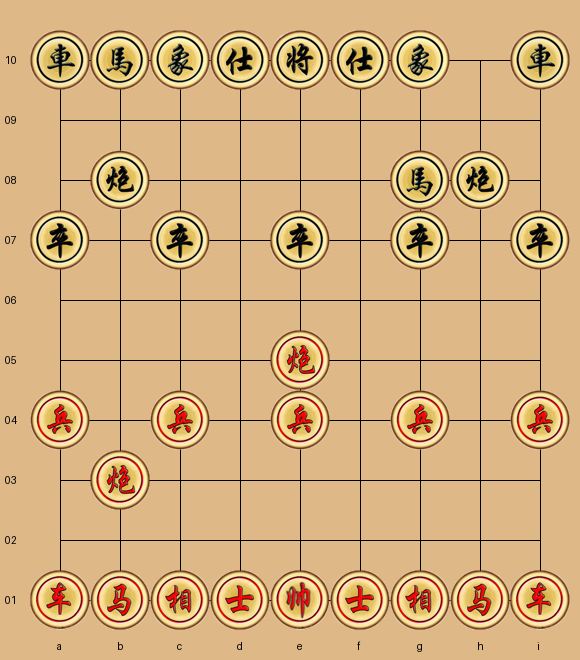 10 車 馬 象 仕 将 仕 象 車
09
08 炮 馬 炮
07 卒 卒 卒 卒 卒
06
05 炮
04 兵 兵 兵 兵 兵
03 炮
02
01 车 马 相 士 帅 士 相 马 车
a b c d e f g h i